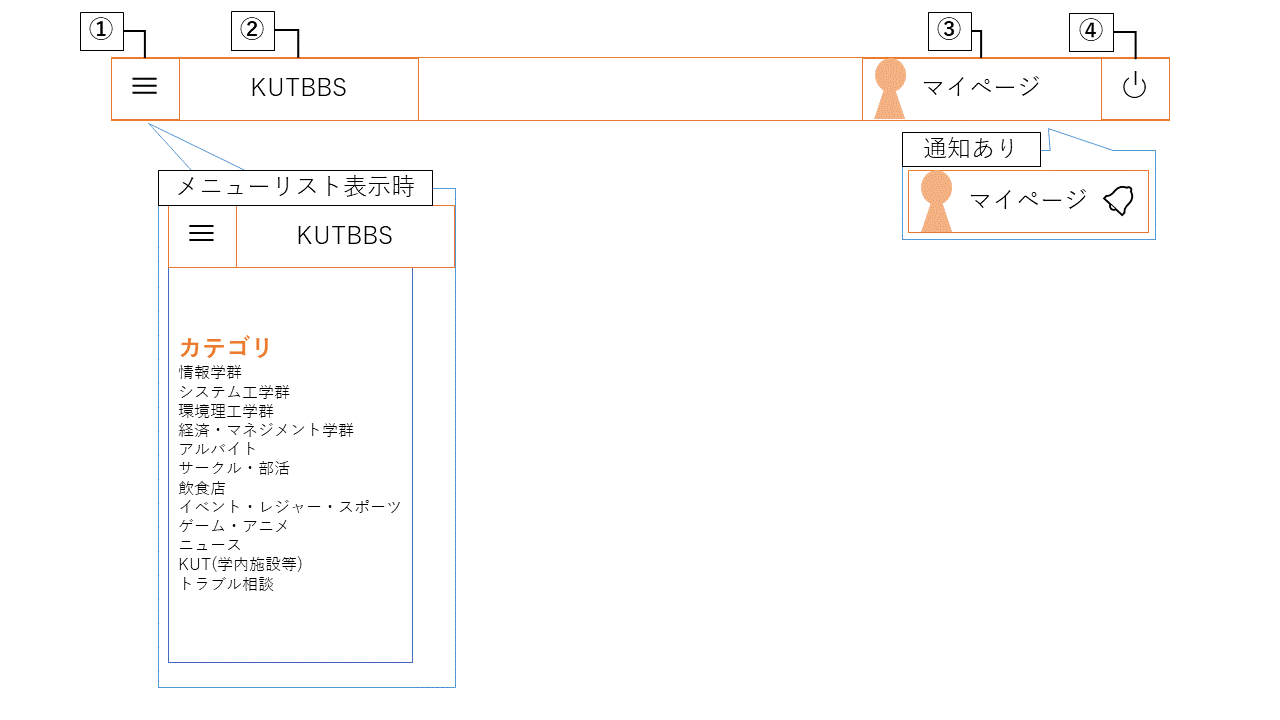 ①
②
③
④
KUTBBS
マイページ
通知あり
マイページ
メニューリスト表示時
KUTBBS
カテゴリ
情報学群
システム工学群
環境理工学群
経済・マネジメント学群
アルバイト
サークル・部活
飲食店
イベント・レジャー・スポーツ
ゲーム・アニメ
ニュース
KUT(学内施設等)
トラブル相談